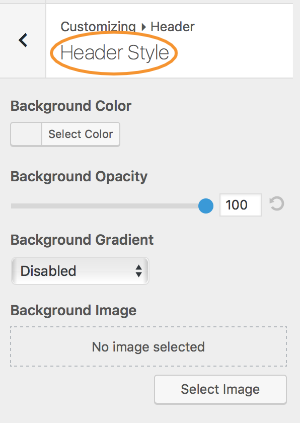 Customizing ▸ Header
Header Style
Background Color
Select Color
Background Opacity
100
Background Gradient
Disabled
Background Image
No image selected
Select Image